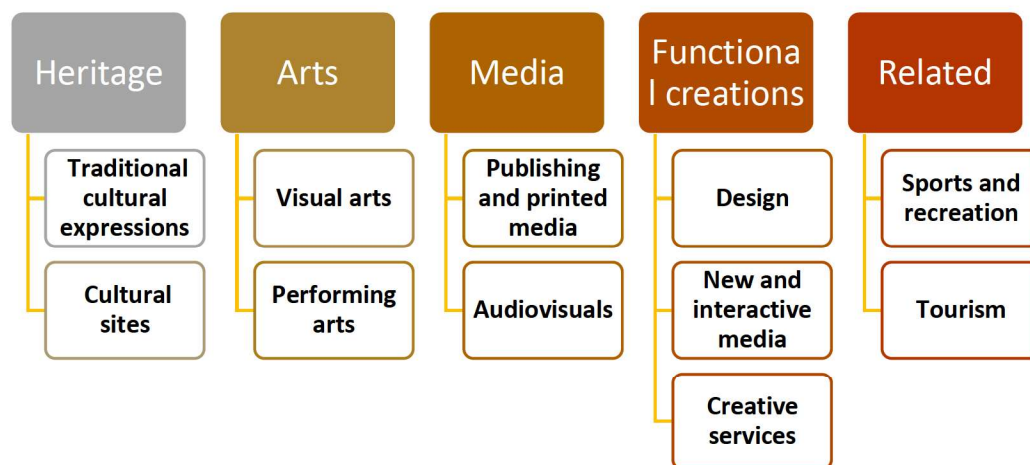 Heritage
Traditional
cultural
expressions
Cultural
sites
Arts
Visual arts
Performing
arts
Media
Publishing
and printed
media
Audiovisuals
Functiona
l creations
Design
New and
interactive
media
Creative
services
Related
Sports and
recreation
Tourism